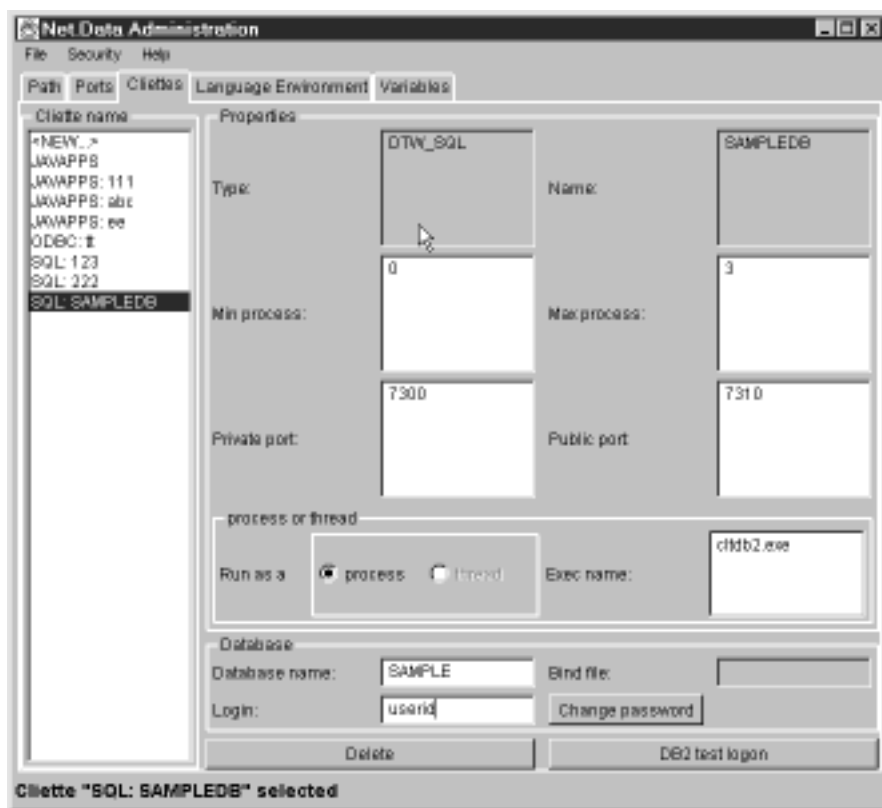 Net.Data Administration
File Security Help
Path Ports Cliettes Language Environment Variables
Cliette name
<NEW...>
JAVAPPS
JAVAPPS: 111
JAVAPPS: abc
JAVAPPS: ee
ODBC: tt
SQL: 123
SQL: 222
SQL: SAMPLEDB
Properties
Type: DTW_SQL Name: SAMPLEDB
Min process: 0 Max process: 3
Private port: 7300 Public port 7310
process or thread
Run as a process thread Exec name: cltdb2.exe
Database
Database name: SAMPLE Bind file:
Login: userid Change password
Delete DB2 test logon
Cliette "SQL: SAMPLEDB" selected